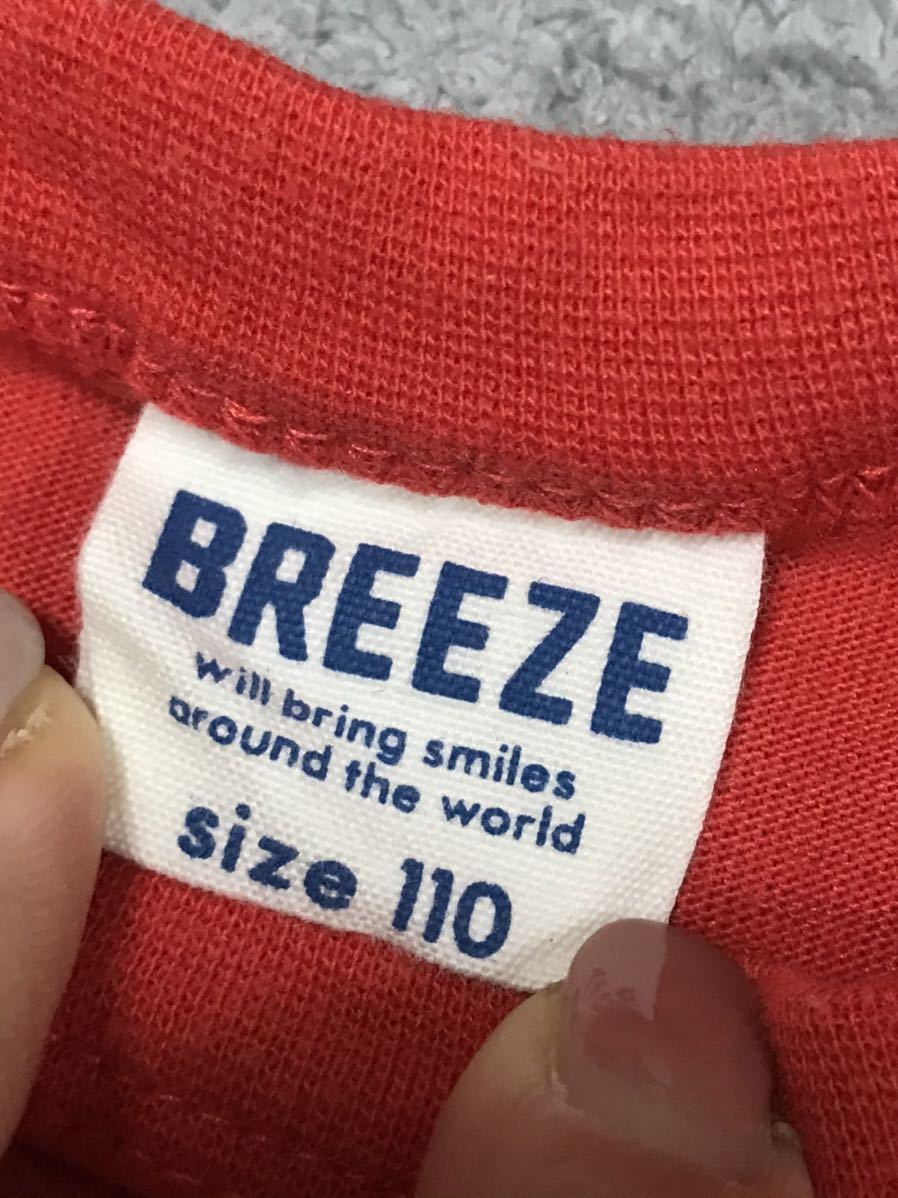 BREEZE
will bring smiles
around the world
size 110